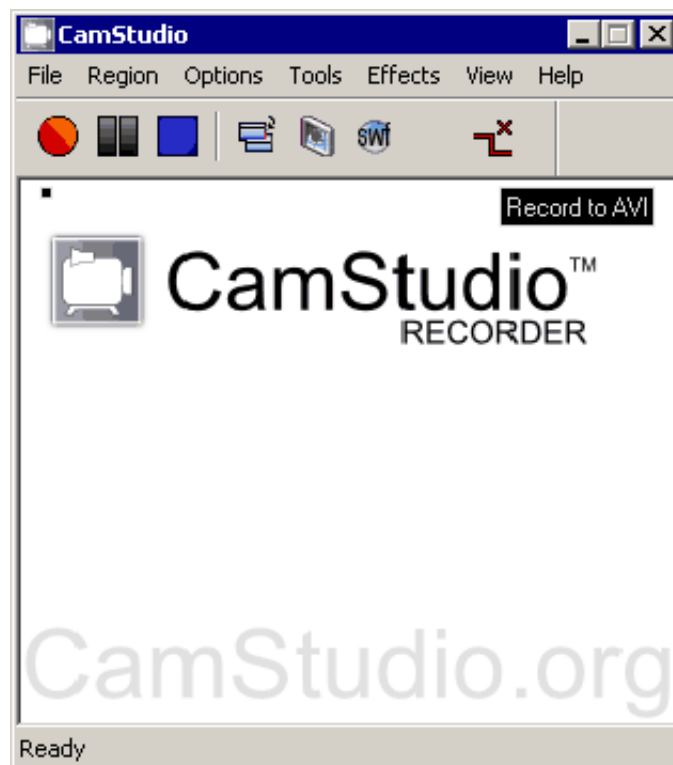 CamStudio
File Region Options Tools Effects View Help
swf
Record to AVI
CamStudio™
RECORDER
CamStudio.org
Ready